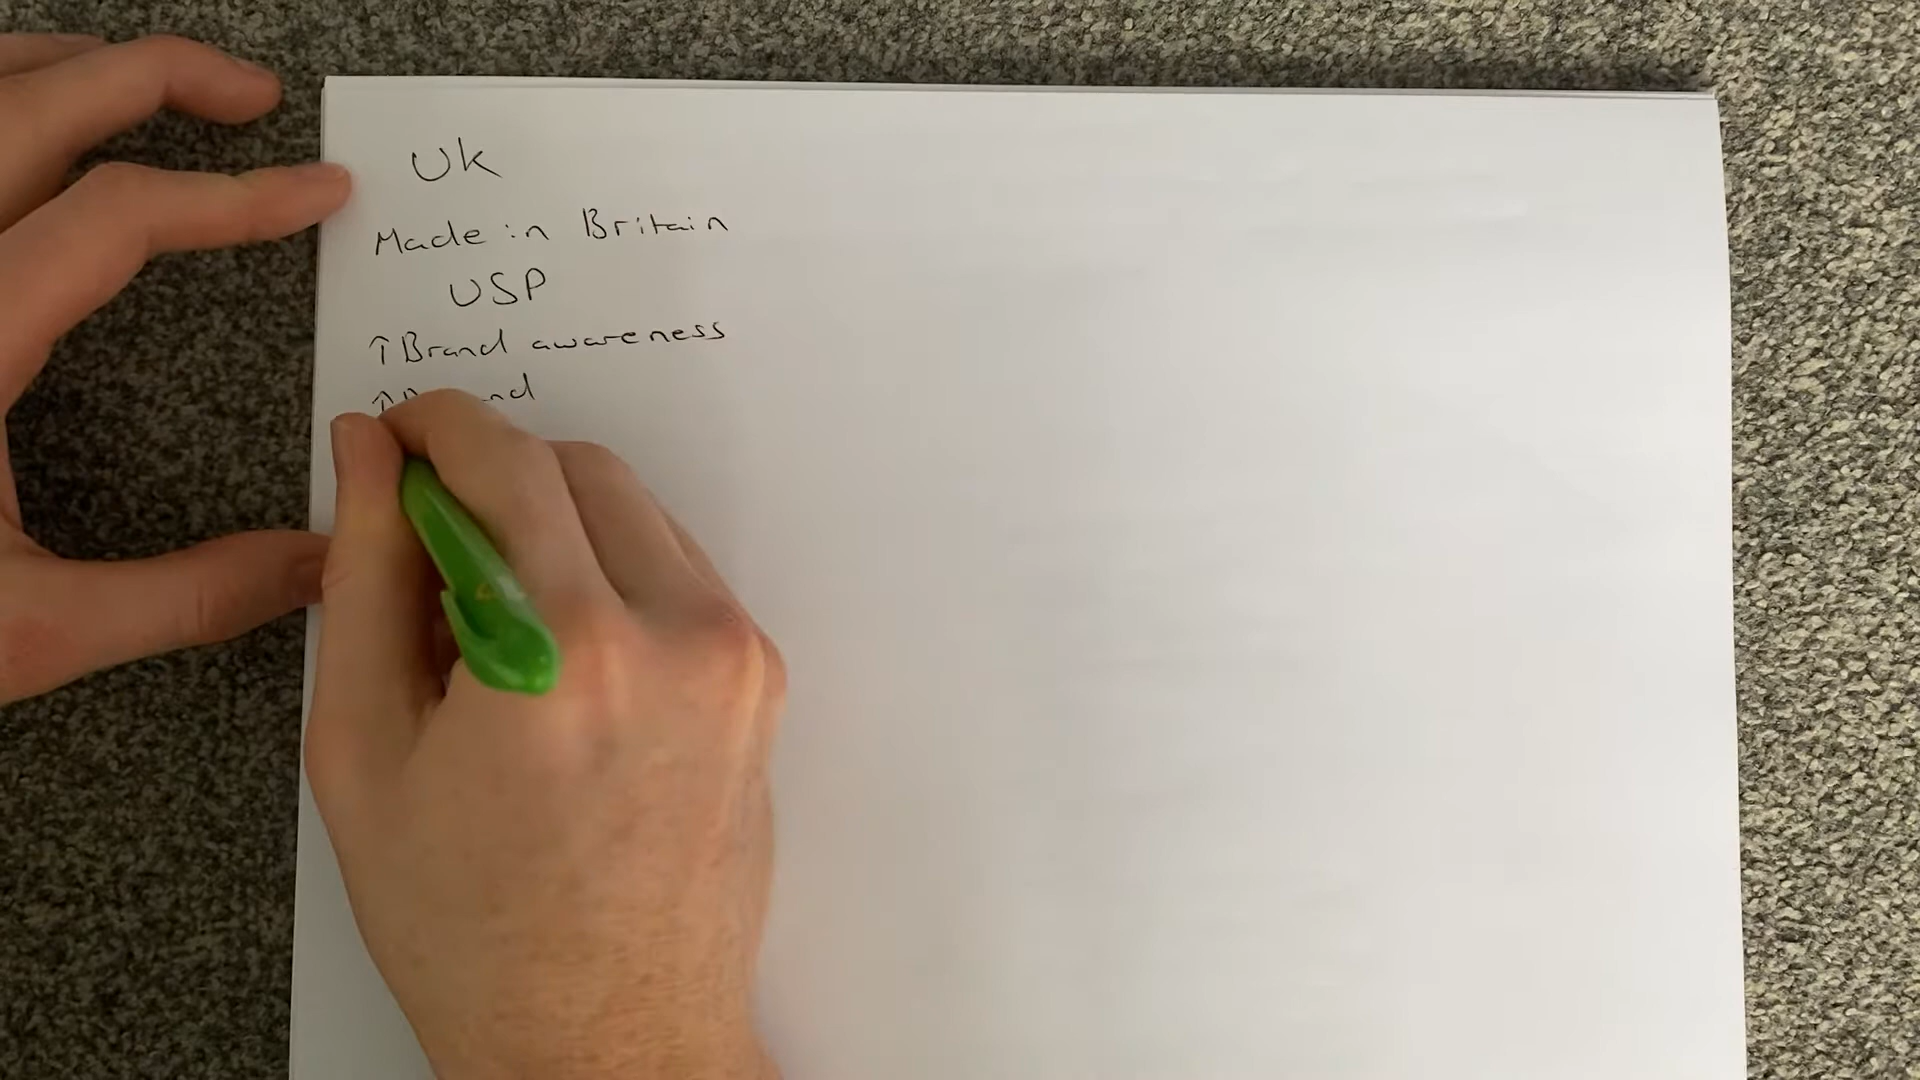 UK
Made in Britain
USP
↑ Brand awareness
↑